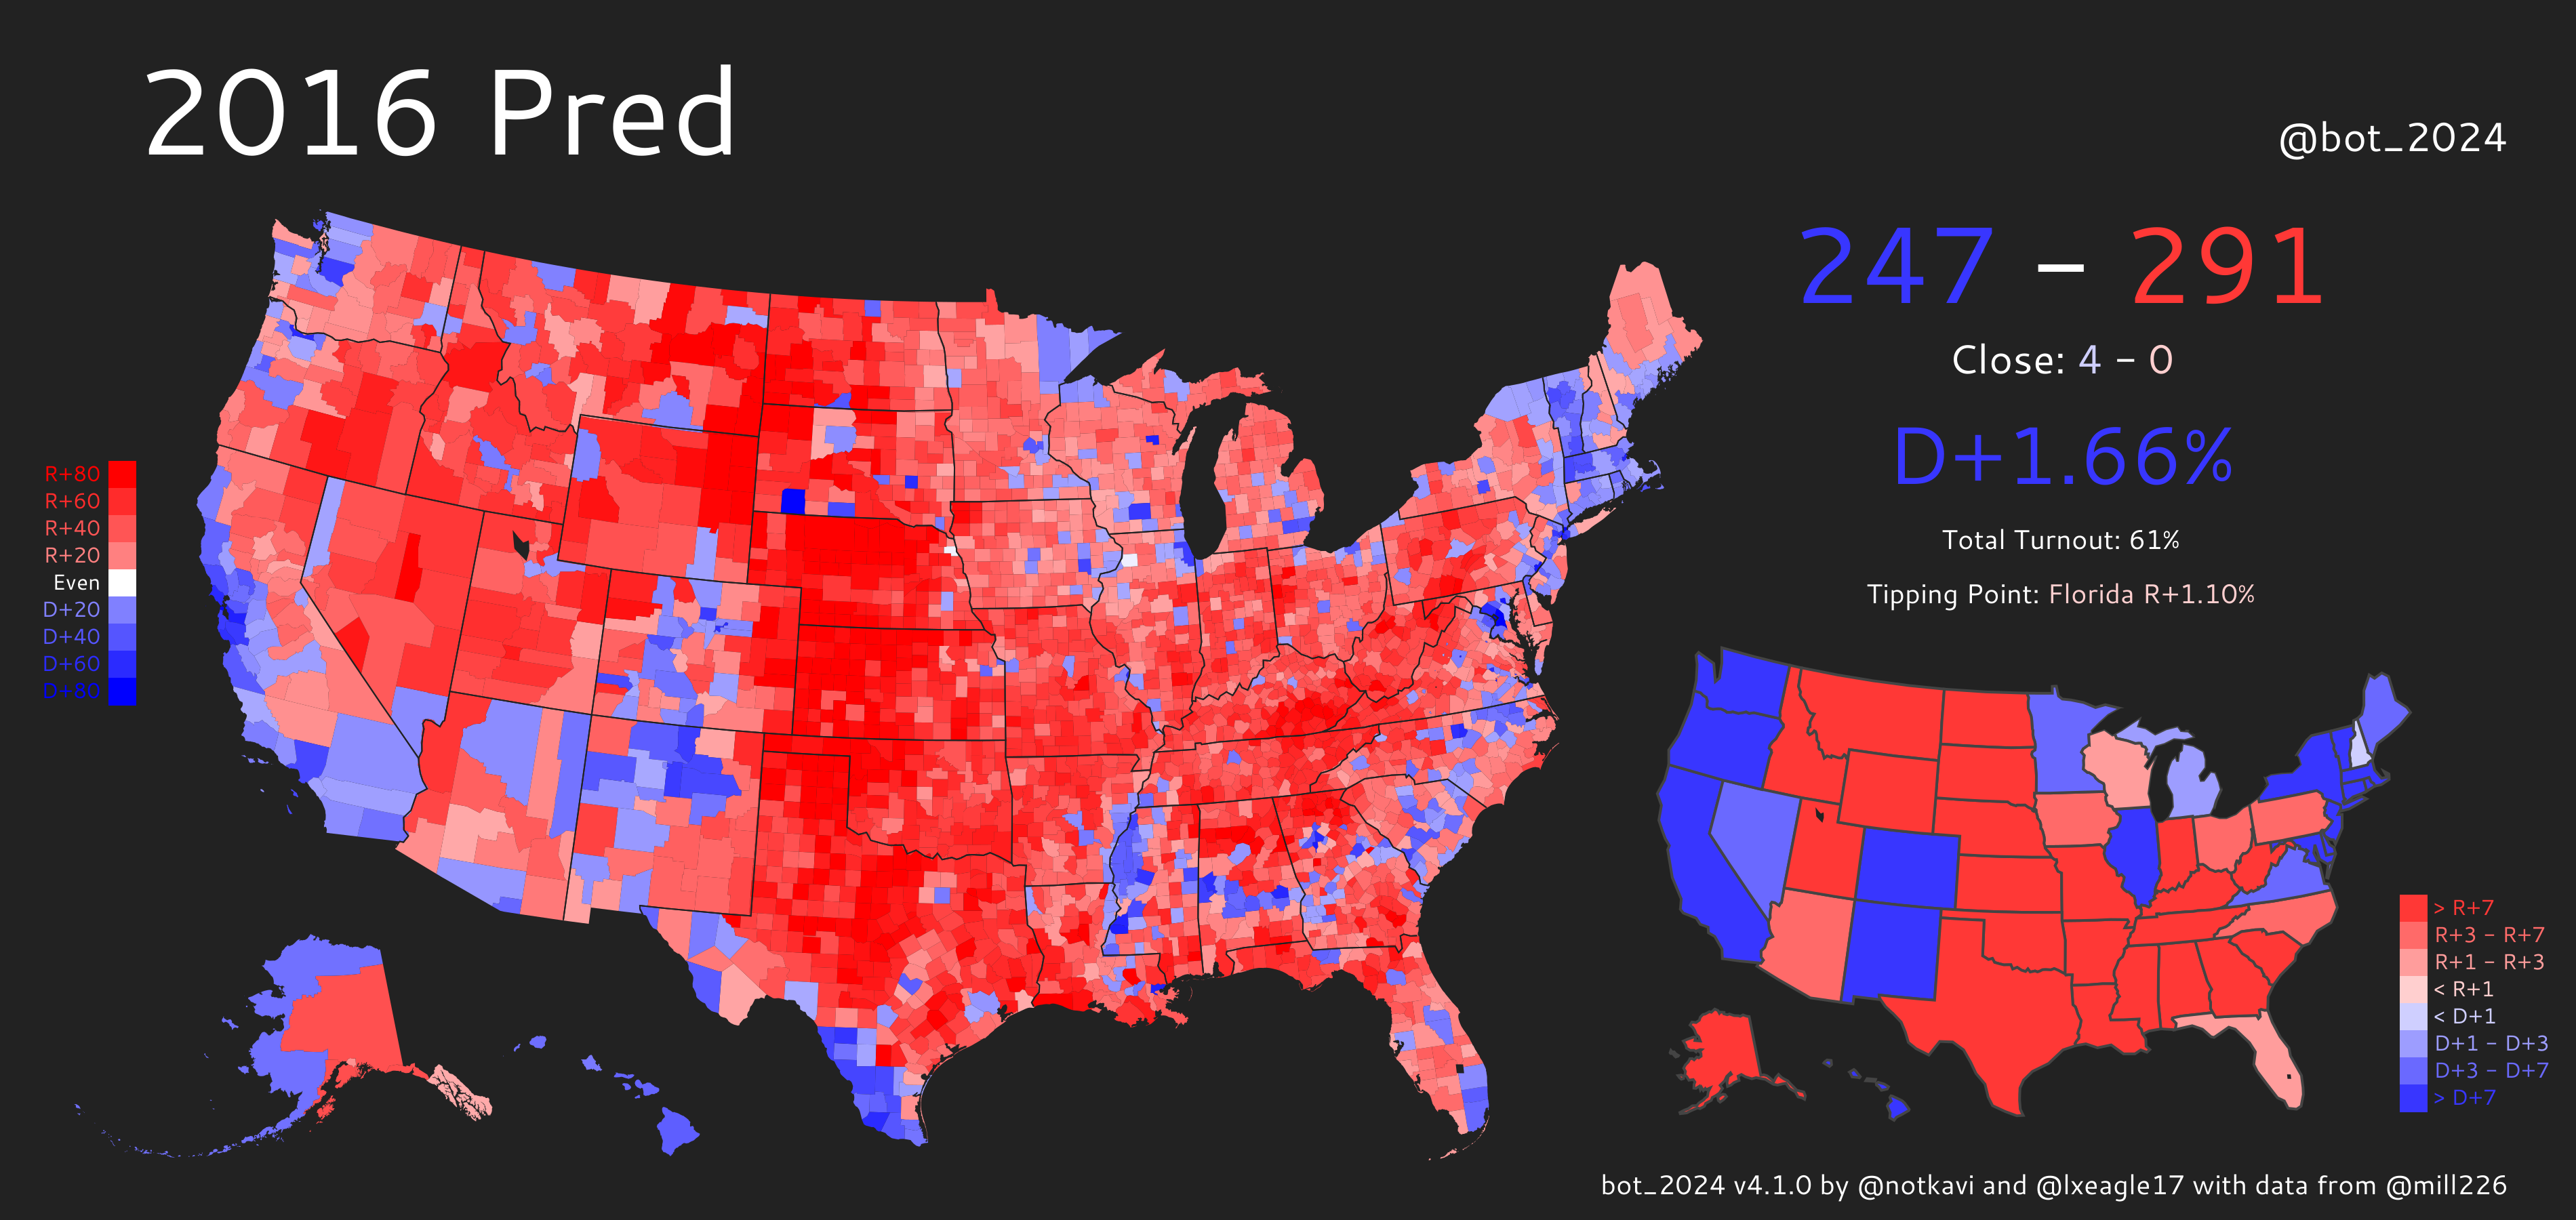 2016 Pred
@bot_2024
247 – 291
Close: 4 – 0
D+1.66%
Total Turnout: 61%
Tipping Point: Florida R+1.10%
R+80
R+60
R+40
R+20
Even
D+20
D+40
D+60
D+80
> R+7
R+3 – R+7
R+1 – R+3
< R+1
< D+1
D+1 – D+3
D+3 – D+7
> D+7
bot_2024 v4.1.0 by @notkavi and @lxeagle17 with data from @mill226